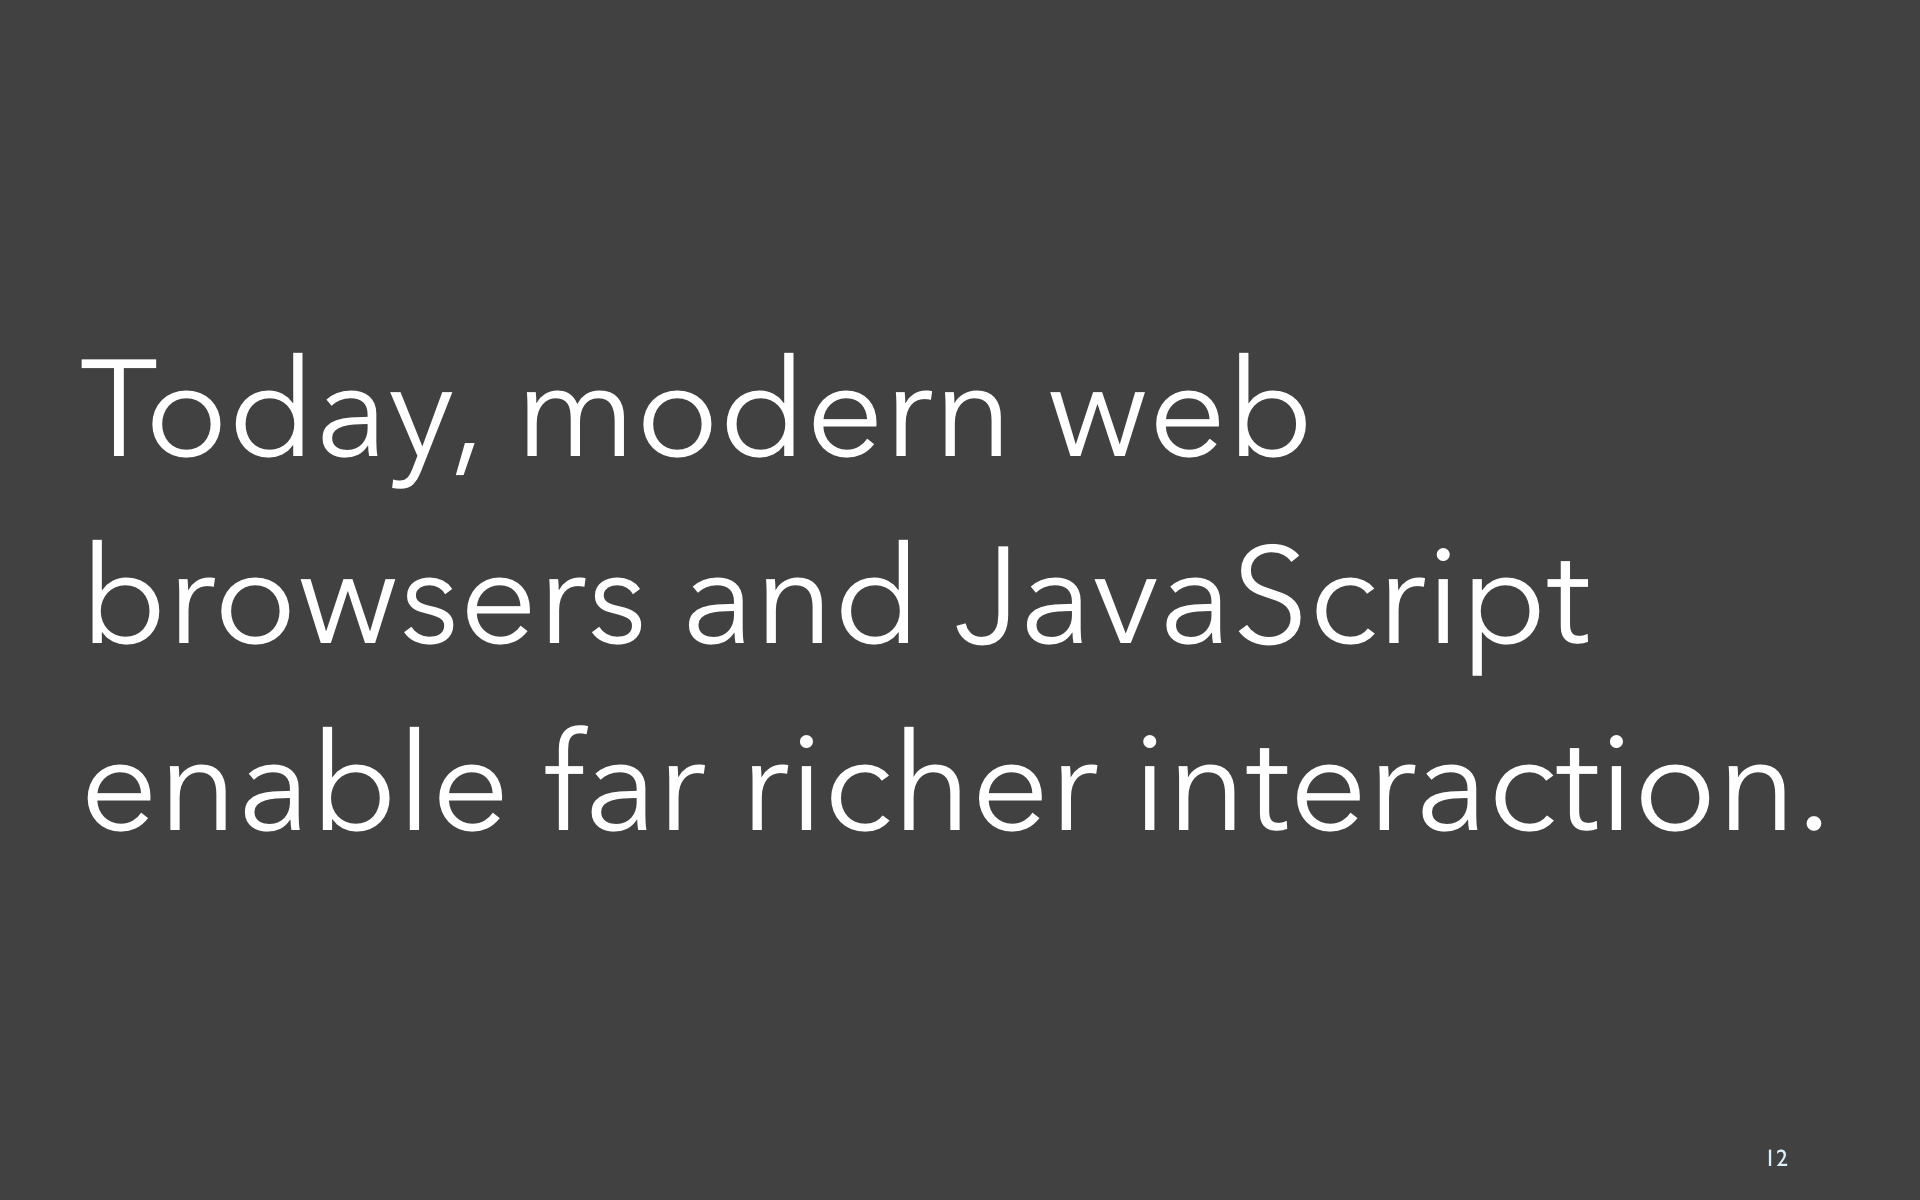 Today, modern web
browsers and JavaScript
enable far richer interaction.
12